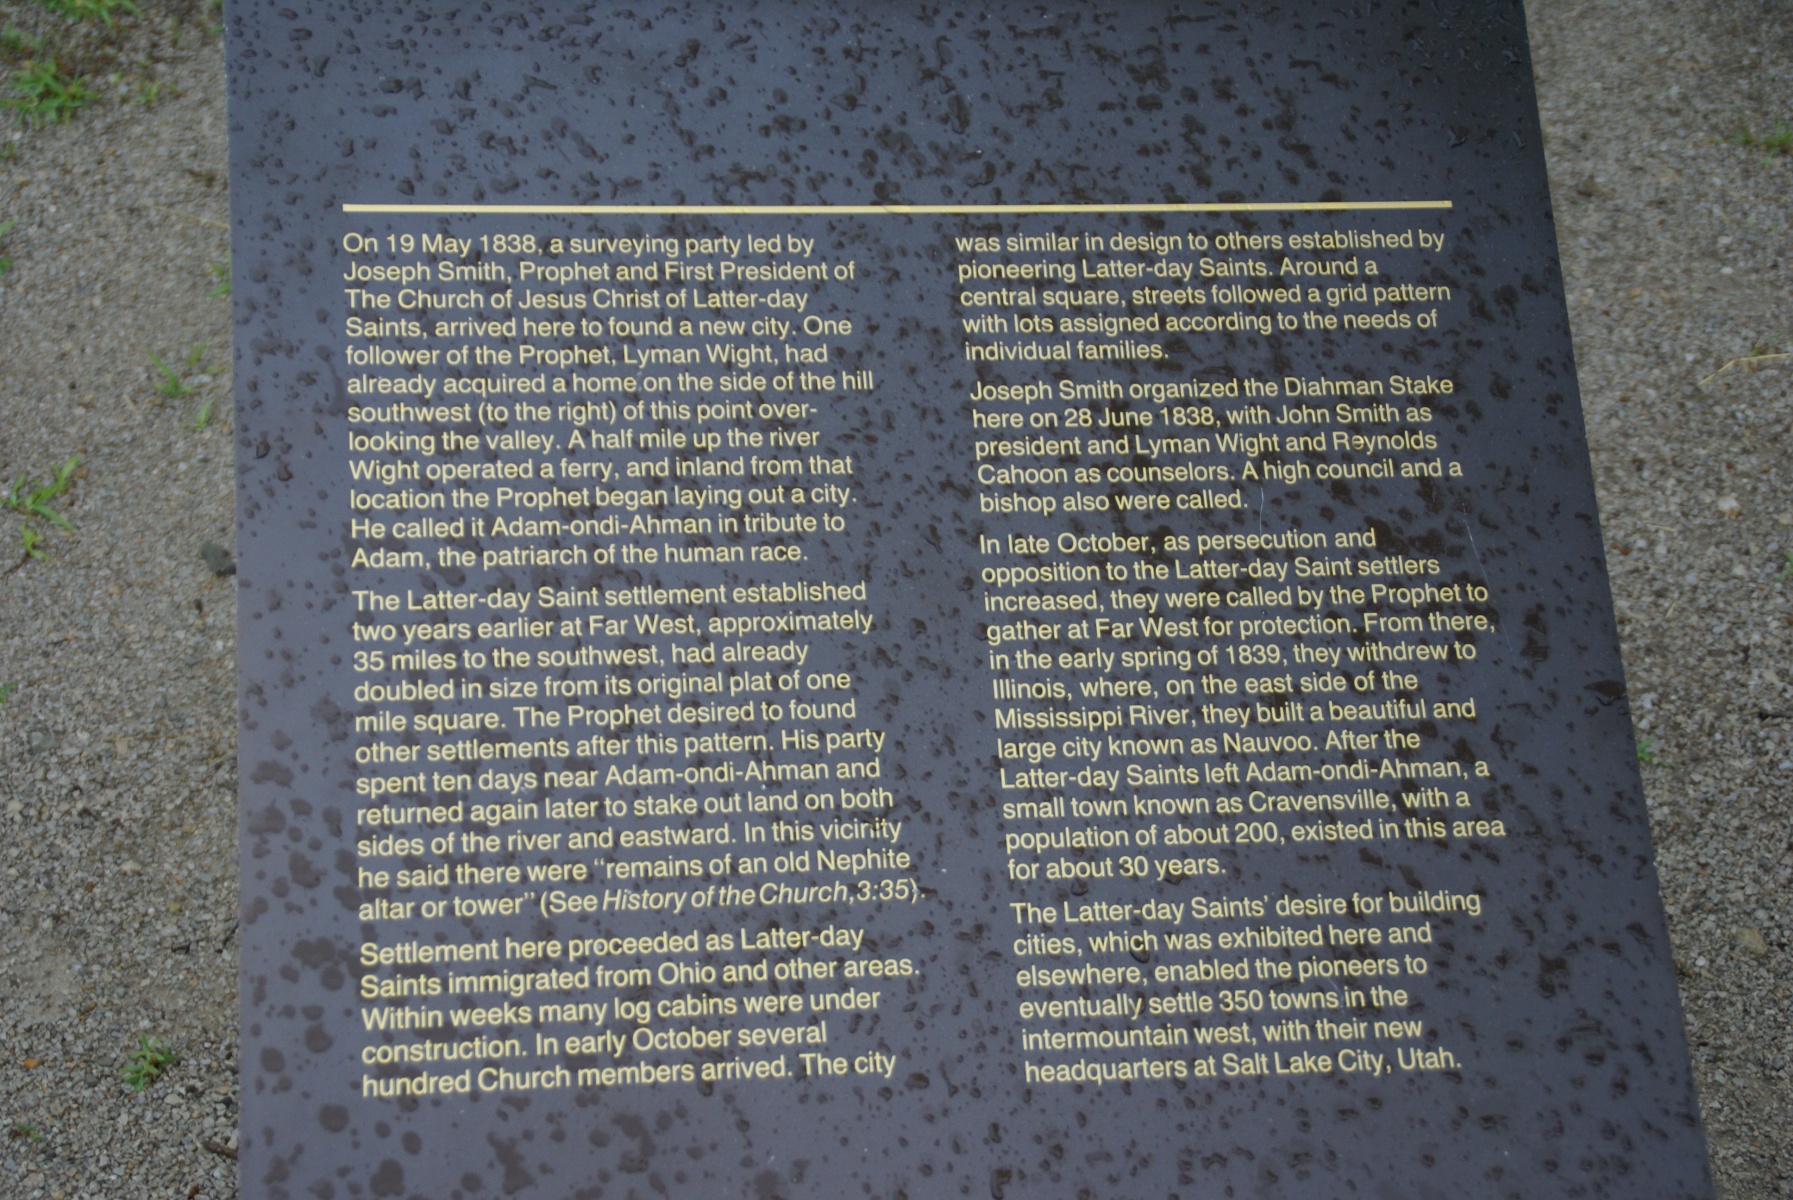 On 19 May 1838, a surveying party led by
Joseph Smith, Prophet and First President of
The Church of Jesus Christ of Latter-day
Saints, arrived here to found a new city. One
follower of the Prophet, Lyman Wight, had
already acquired a home on the side of the hill
southwest (to the right) of this point over-
looking the valley. A half mile up the river
Wight operated a ferry, and inland from that
location the Prophet began laying out a city.
He called it Adam-ondi-Ahman in tribute to
Adam, the patriarch of the human race.
The Latter-day Saint settlement established
two years earlier at Far West, approximately
35 miles to the southwest, had already
doubled in size from its original plat of one
mile square. The Prophet desired to found
other settlements after this pattern. His party
spent ten days near Adam-ondi-Ahman and
returned again later to stake out land on both
sides of the river and eastward. In this vicinity
he said there were "remains of an old Nephite
altar or tower" (See History of the Church, 3:35).
Settlement here proceeded as Latter-day
Saints immigrated from Ohio and other areas.
Within weeks many log cabins were under
construction. In early October several
hundred Church members arrived. The city
was similar in design to others established by
pioneering Latter-day Saints. Around a
central square, streets followed a grid pattern
with lots assigned according to the needs of
individual families.
Joseph Smith organized the Diahman Stake
here on 28 June 1838, with John Smith as
president and Lyman Wight and Reynolds
Cahoon as counselors. A high council and a
bishop also were called.
In late October, as persecution and
opposition to the Latter-day Saint settlers
increased, they were called by the Prophet to
gather at Far West for protection. From there,
in the early spring of 1839, they withdrew to
Illinois, where, on the east side of the
Mississippi River, they built a beautiful and
large city known as Nauvoo. After the
Latter-day Saints left Adam-ondi-Ahman, a
small town known as Cravensville, with a
population of about 200, existed in this area
for about 30 years.
The Latter-day Saints' desire for building
cities, which was exhibited here and
elsewhere, enabled the pioneers to
eventually settle 350 towns in the
intermountain west, with their new
headquarters at Salt Lake City, Utah.